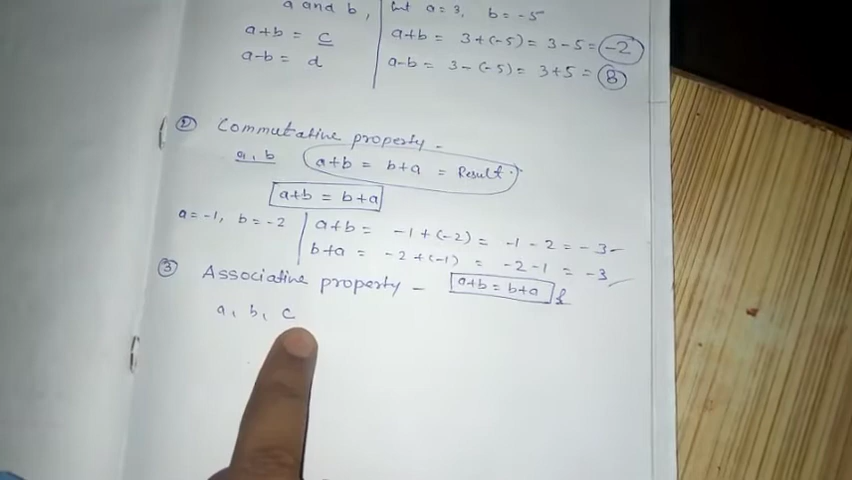 a and b, | Put a = 3, b = -5
a+b = c | a+b = 3+(-5) = 3-5 = -2
a-b = d | a-b = 3-(-5) = 3+5 = 8
② Commutative property -
a, b a+b = b+a = Result.
a+b = b+a
a = -1, b = -2 | a+b = -1+(-2) = -1-2 = -3
b+a = -2+(-1) = -2-1 = -3
③ Associative property - a+b = b+a
a, b, c